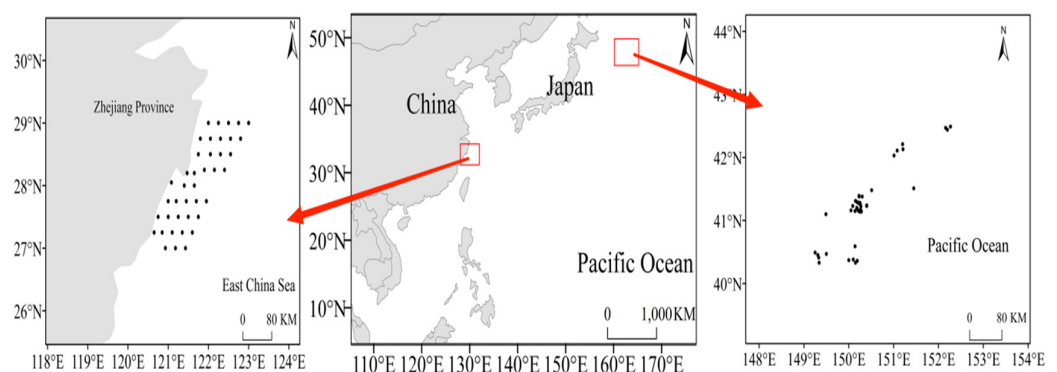 N
30°N
29°N
28°N
27°N
26°N
Zhejiang Province
East China Sea
0 80 KM
118°E 119°E 120°E 121°E 122°E 123°E 124°E
N
50°N
40°N
30°N
20°N
10°N
China
Japan
Pacific Ocean
0 1,000KM
110°E 120°E 130°E 140°E 150°E 160°E 170°E
N
44°N
43°N
42°N
41°N
40°N
Pacific Ocean
0 80 KM
148°E 149°E 150°E 151°E 152°E 153°E 154°E